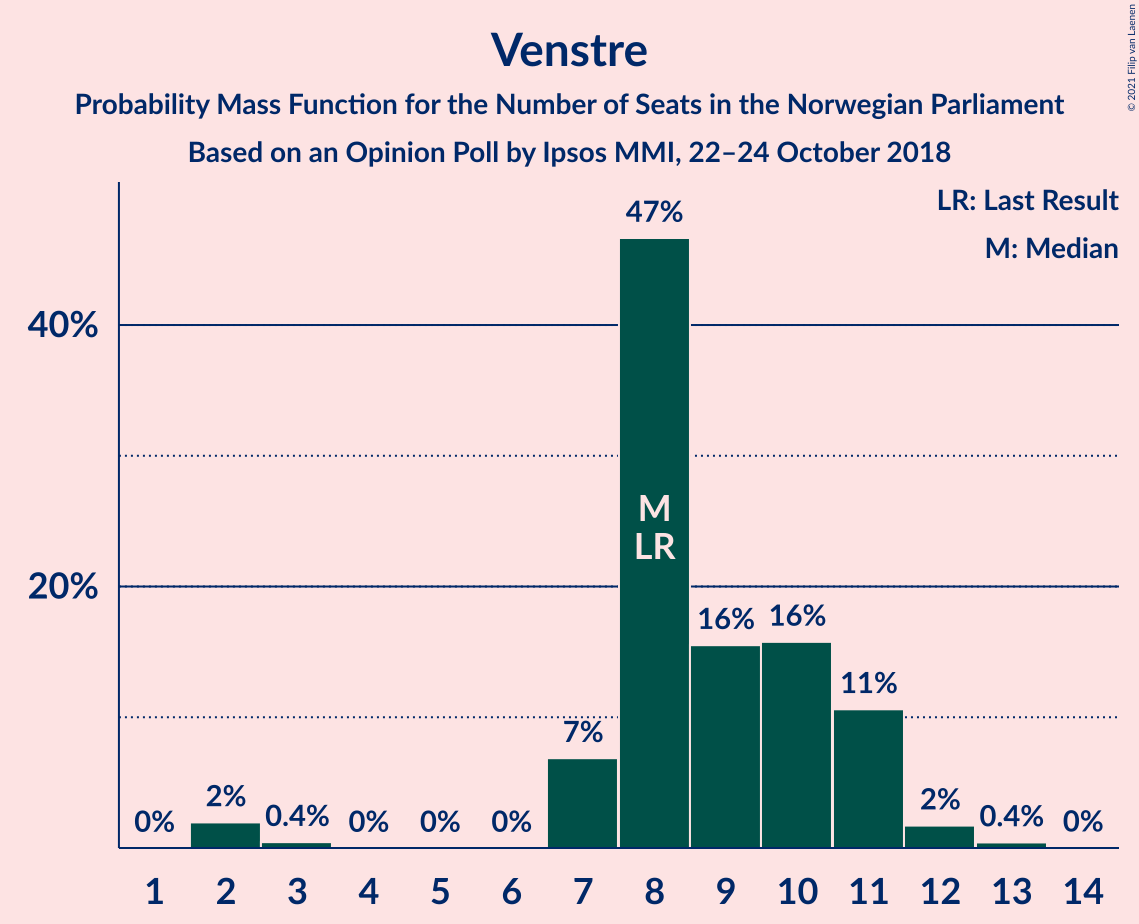 Venstre
Probability Mass Function for the Number of Seats in the Norwegian Parliament
Based on an Opinion Poll by Ipsos MMI, 22–24 October 2018
© 2021 Filip van Laenen
LR: Last Result
M: Median
40%
20%
0%
2%
0.4%
0%
0%
0%
7%
47%
M
LR
16%
16%
11%
2%
0.4%
0%
1 2 3 4 5 6 7 8 9 10 11 12 13 14